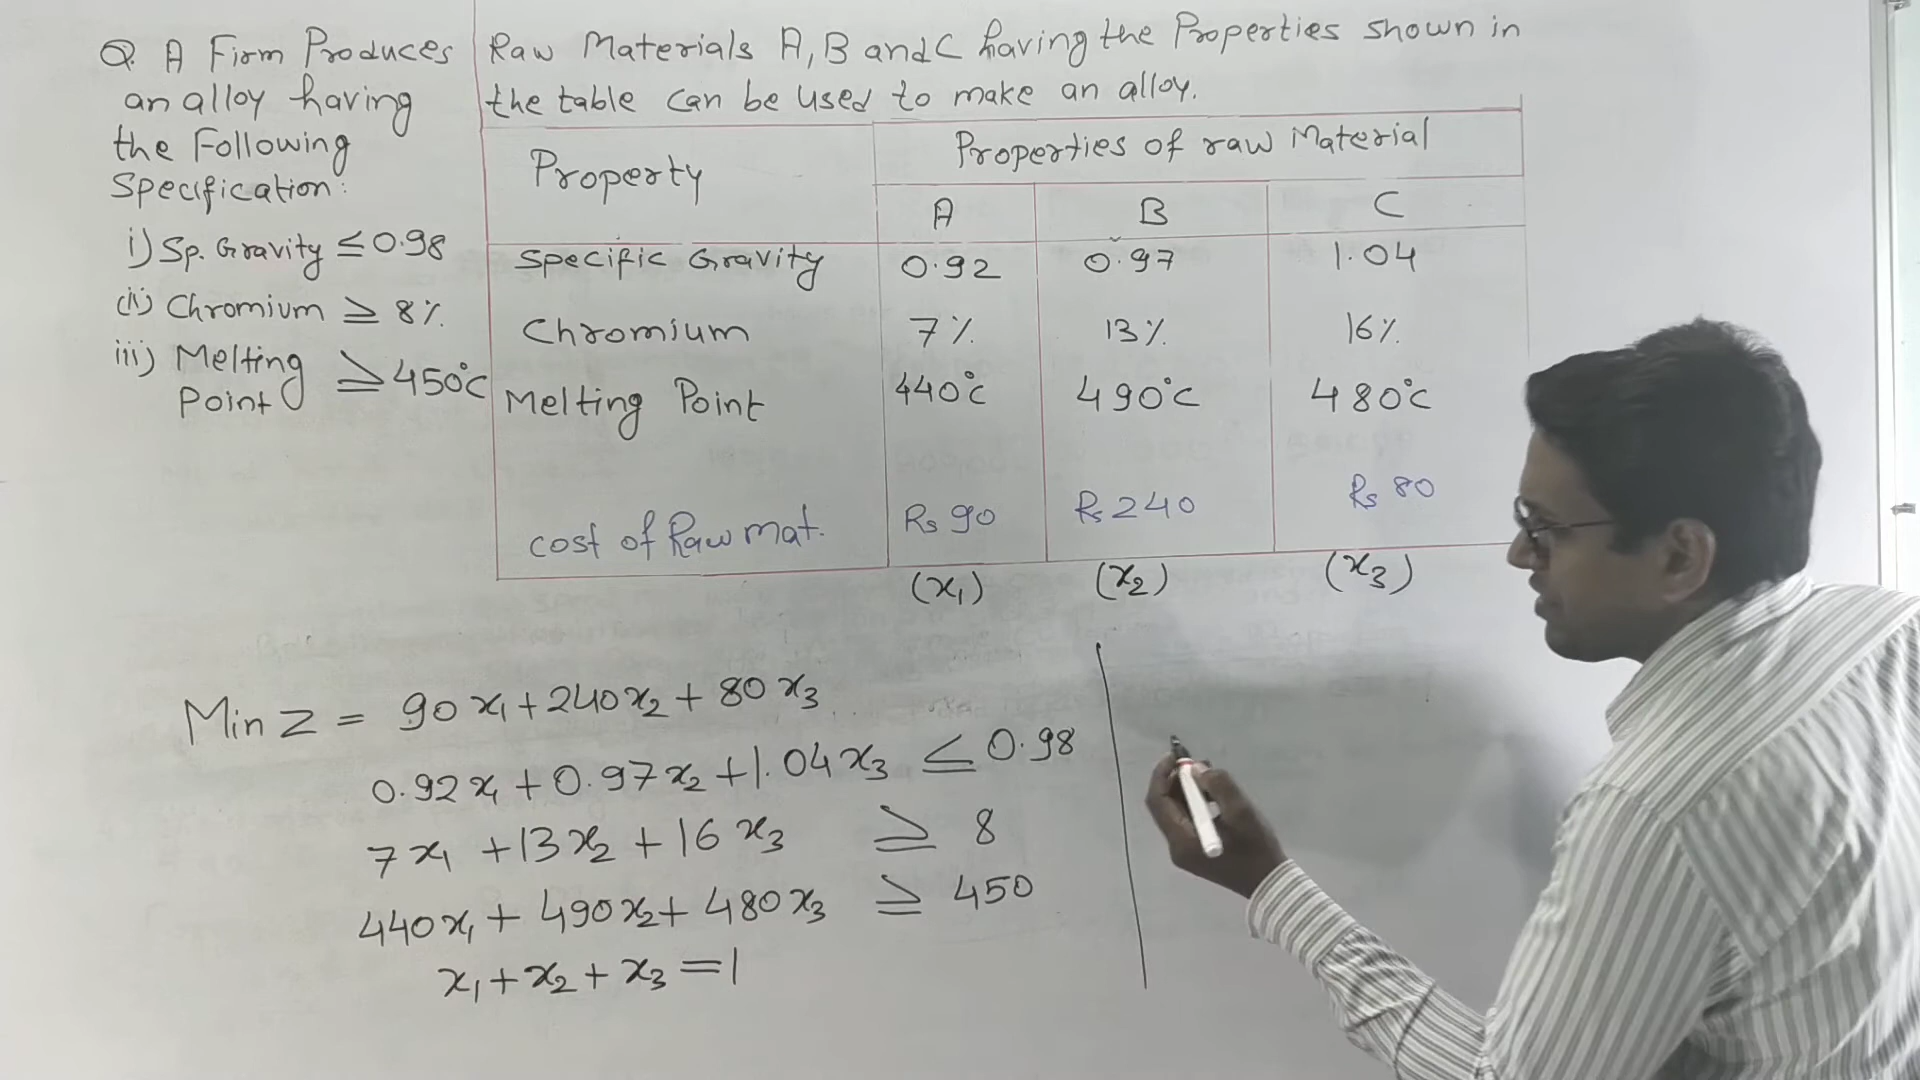 Q. A Firm Produces
an alloy having
the Following
Specification:
i) Sp. Gravity ≤ 0.98
(ii) Chromium ≥ 8%
iii) Melting
Point ≥ 450°C
Raw Materials A, B and C having the Properties shown in
the table can be used to make an alloy.
Property
Properties of raw Material
A B C
Specific Gravity 0.92 0.97 1.04
Chromium 7% 13% 16%
Melting Point 440°C 490°C 480°C
cost of Raw mat. Rs 90 Rs 240 Rs 80
(x₁) (x₂) (x₃)
Min Z = 90x₁ + 240x₂ + 80x₃
0.92x₁ + 0.97x₂ + 1.04x₃ ≤ 0.98
7x₁ + 13x₂ + 16x₃ ≥ 8
440x₁ + 490x₂ + 480x₃ ≥ 450
x₁ + x₂ + x₃ = 1